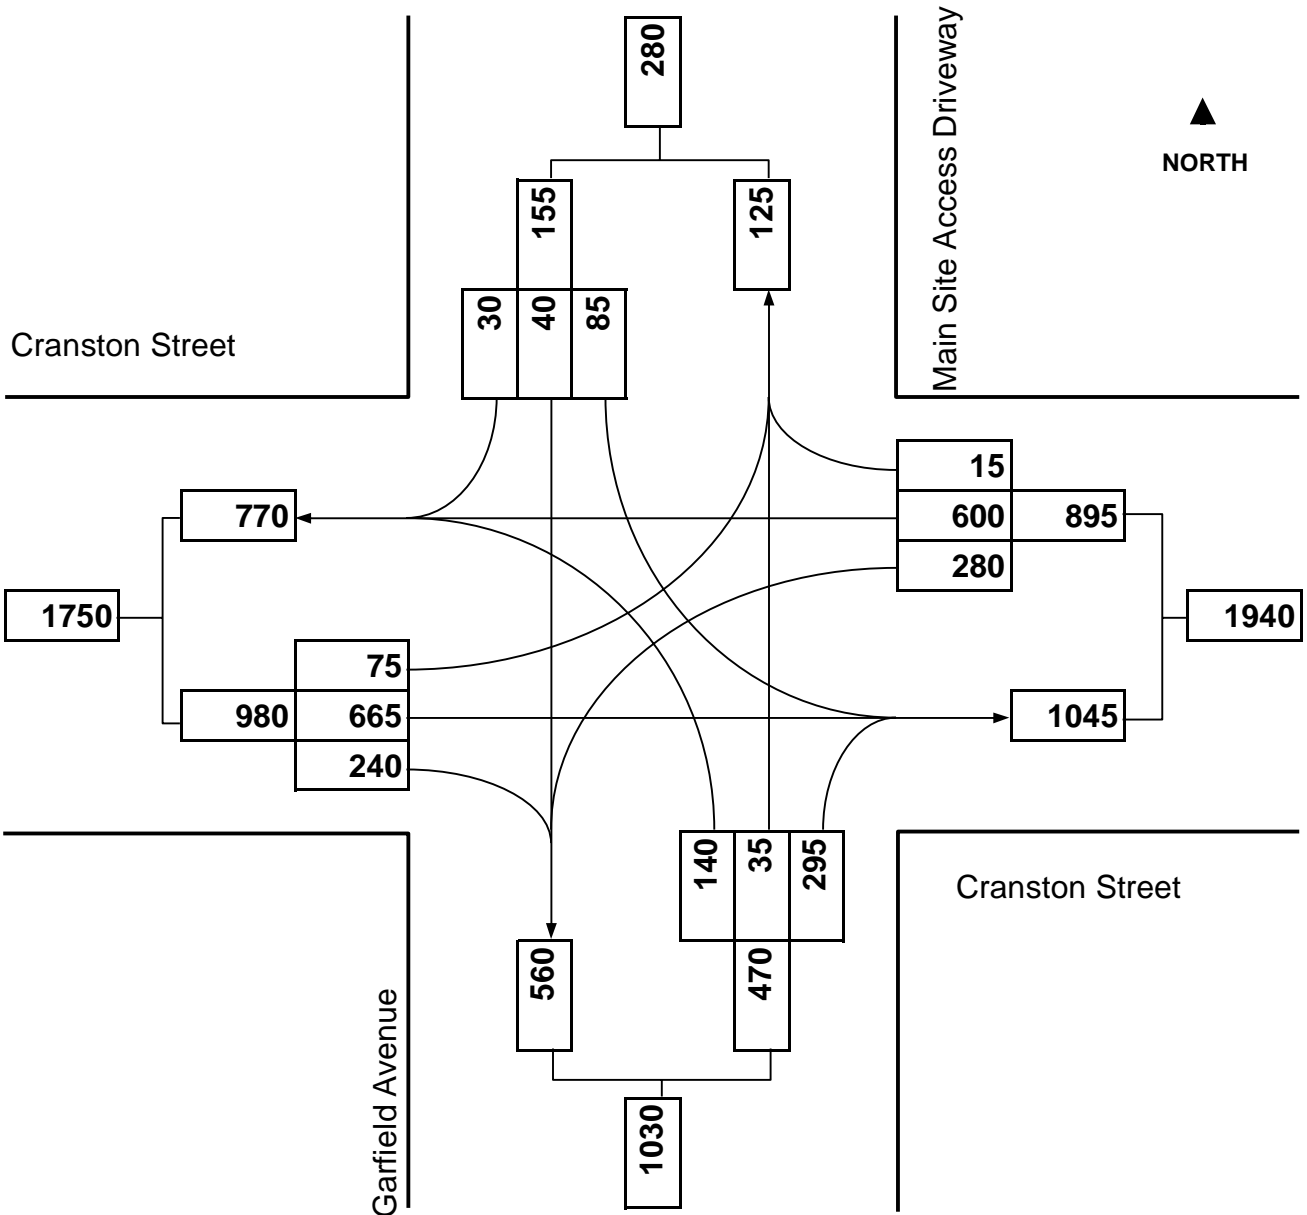 280
Main Site Access Driveway
NORTH
155
125
30 40 85
Cranston Street
15
770
600 895
280
1750
1940
75
980 665
1045
240
140 35 295
Cranston Street
560
470
Garfield Avenue
1030